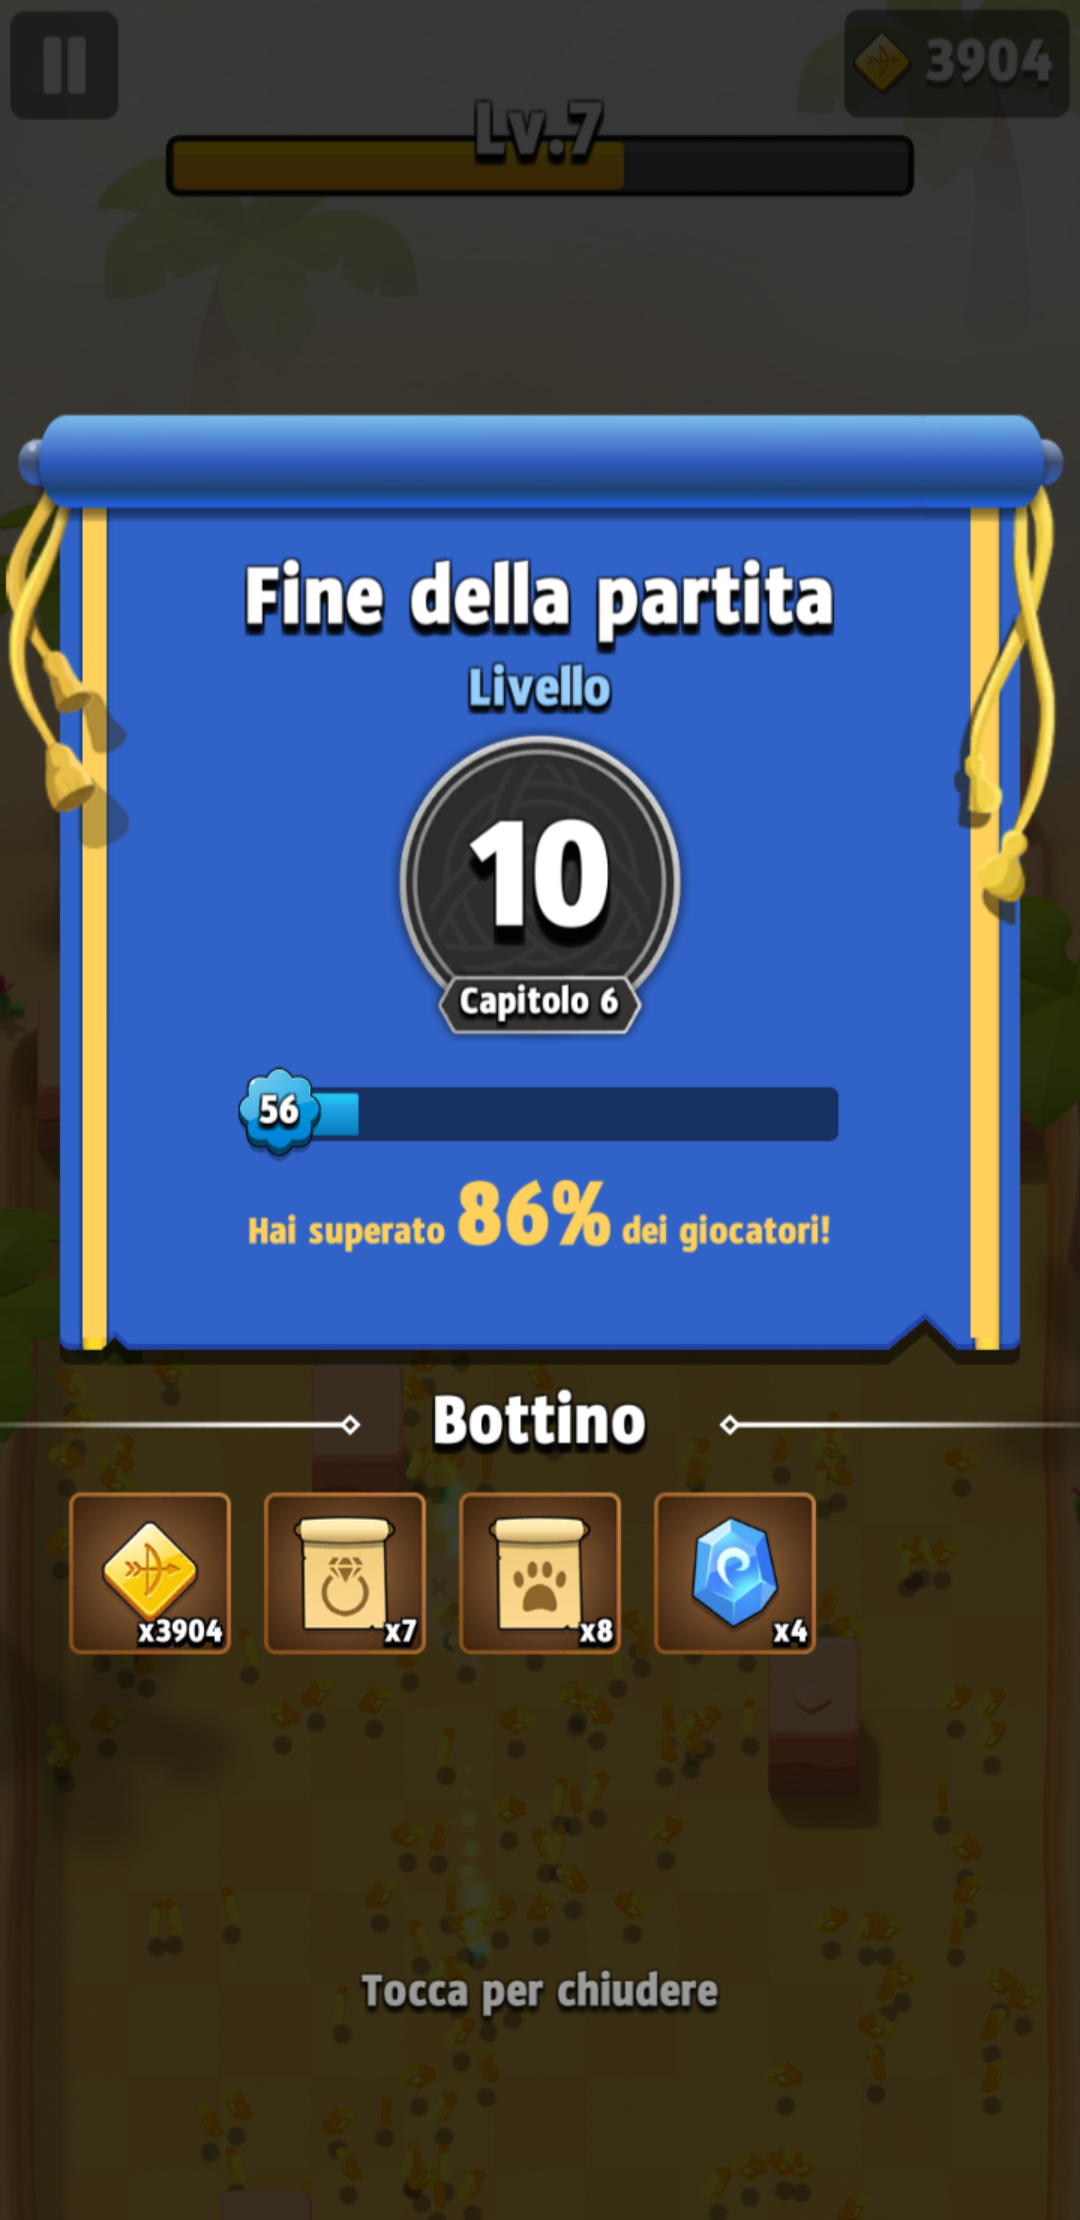 3904
Lv.7
Fine della partita
Livello
10
Capitolo 6
56
Hai superato 86% dei giocatori!
Bottino
x3904
x7
x8
x4
Tocca per chiudere